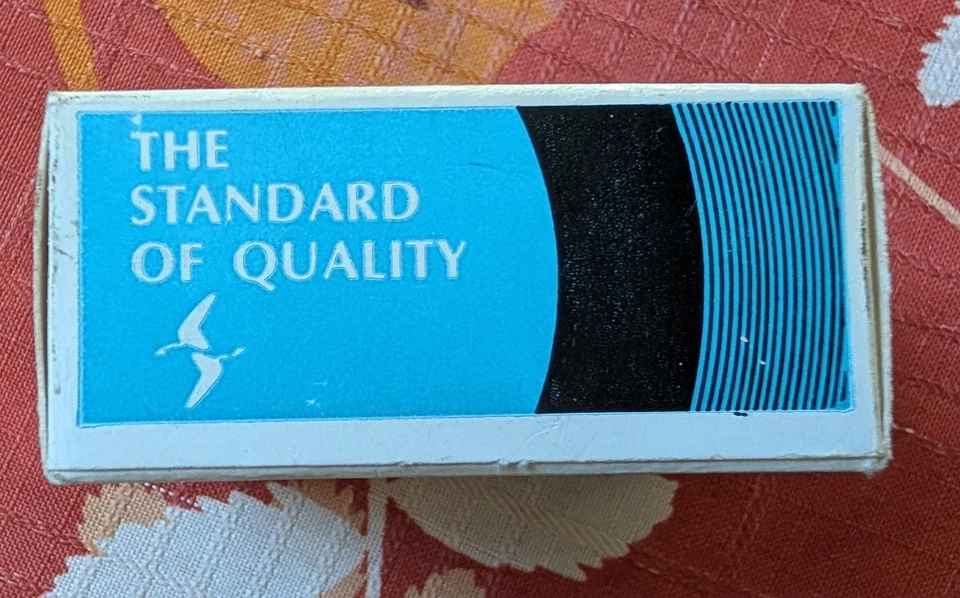 THE
STANDARD
OF QUALITY